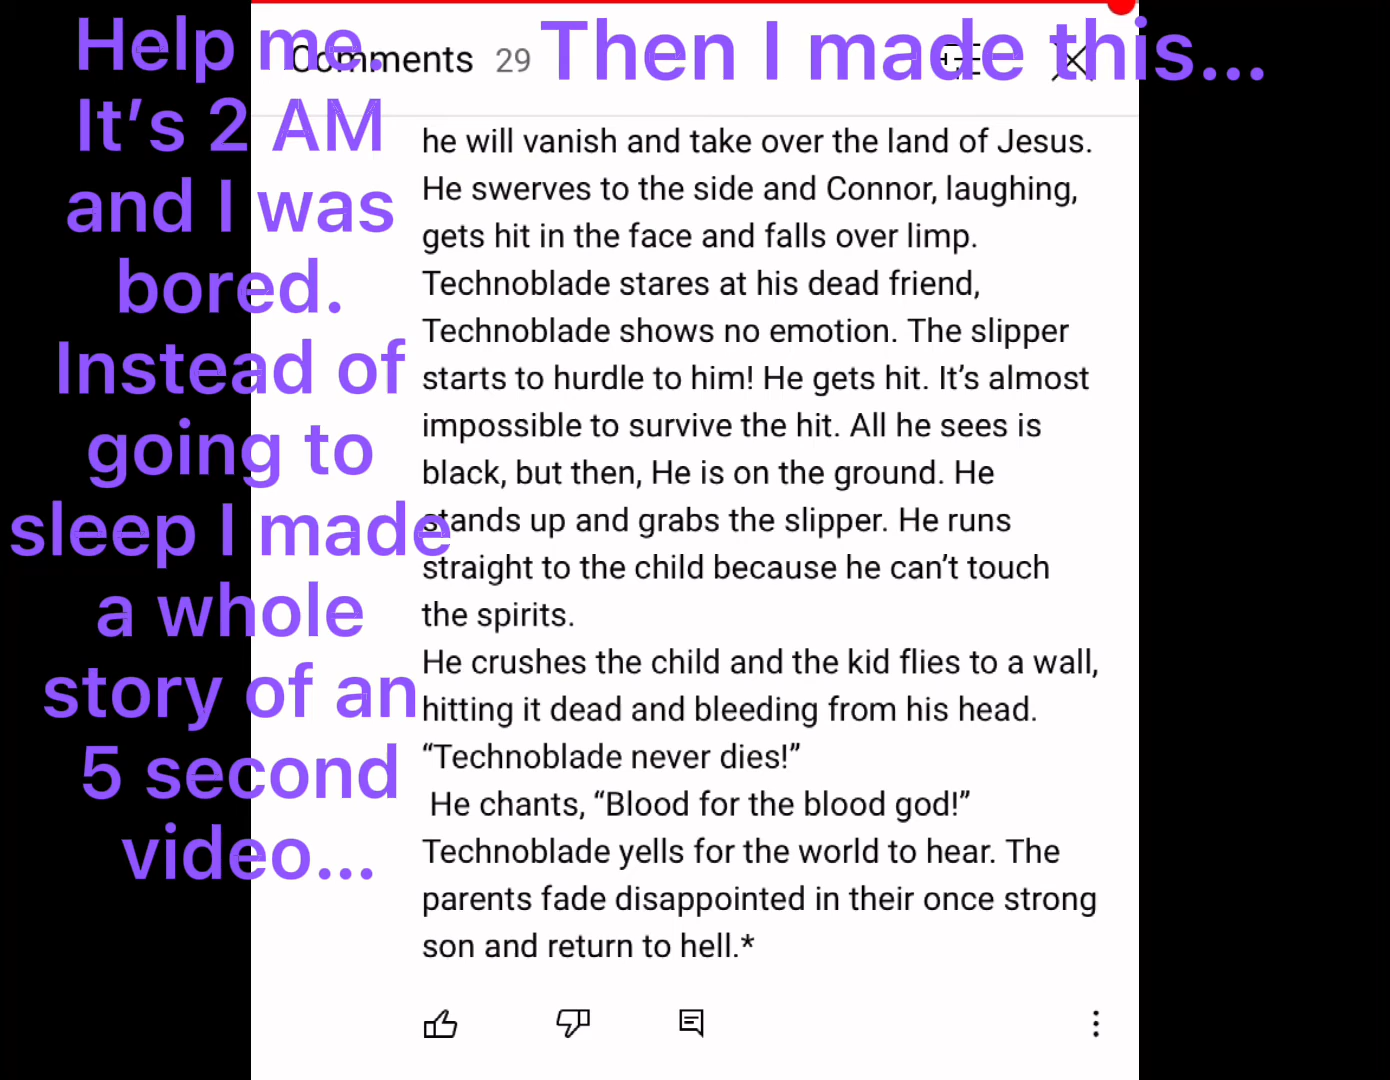 Help me.
It’s 2 AM
and I was
bored.
Instead of
going to
sleep I made
a whole
story of an
5 second
video...
Then I made this...
Comments 29
he will vanish and take over the land of Jesus.
He swerves to the side and Connor, laughing,
gets hit in the face and falls over limp.
Technoblade stares at his dead friend,
Technoblade shows no emotion. The slipper
starts to hurdle to him! He gets hit. It’s almost
impossible to survive the hit. All he sees is
black, but then, He is on the ground. He
stands up and grabs the slipper. He runs
straight to the child because he can’t touch
the spirits.
He crushes the child and the kid flies to a wall,
hitting it dead and bleeding from his head.
“Technoblade never dies!”
He chants, “Blood for the blood god!”
Technoblade yells for the world to hear. The
parents fade disappointed in their once strong
son and return to hell.*